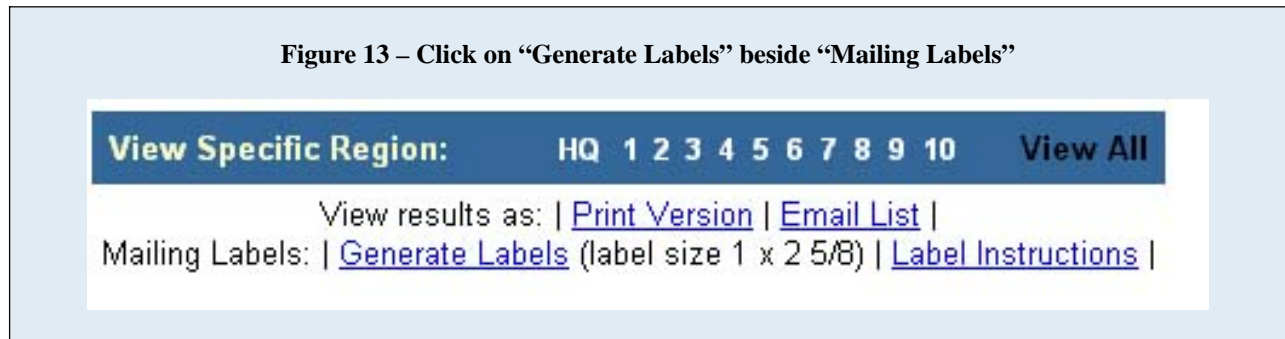 Figure 13 – Click on “Generate Labels” beside “Mailing Labels”
View Specific Region: HQ 1 2 3 4 5 6 7 8 9 10 View All
View results as: | Print Version | Email List |
Mailing Labels: | Generate Labels (label size 1 x 2 5/8) | Label Instructions |